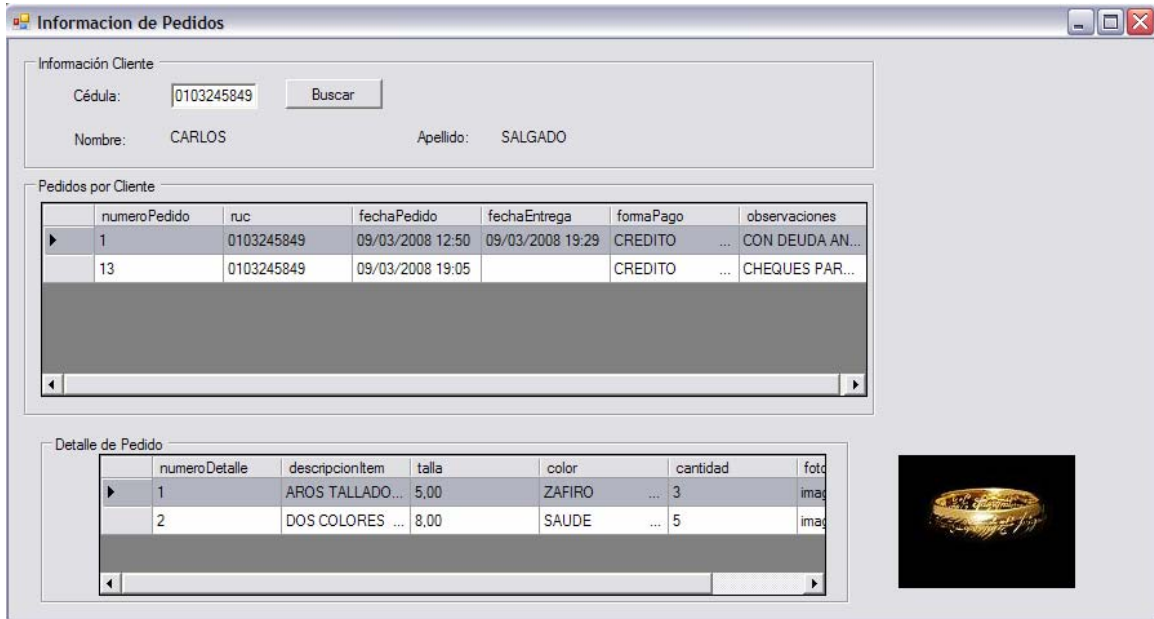 Informacion de Pedidos
Información Cliente
Cédula: 0103245849 Buscar
Nombre: CARLOS Apellido: SALGADO
Pedidos por Cliente
numeroPedido ruc fechaPedido fechaEntrega formaPago observaciones
1 0103245849 09/03/2008 12:50 09/03/2008 19:29 CREDITO ... CON DEUDA AN...
13 0103245849 09/03/2008 19:05 CREDITO ... CHEQUES PAR...
Detalle de Pedido
numeroDetalle descripcionItem talla color cantidad foto
1 AROS TALLADO... 5,00 ZAFIRO ... 3 imag
2 DOS COLORES ... 8,00 SAUDE ... 5 imag